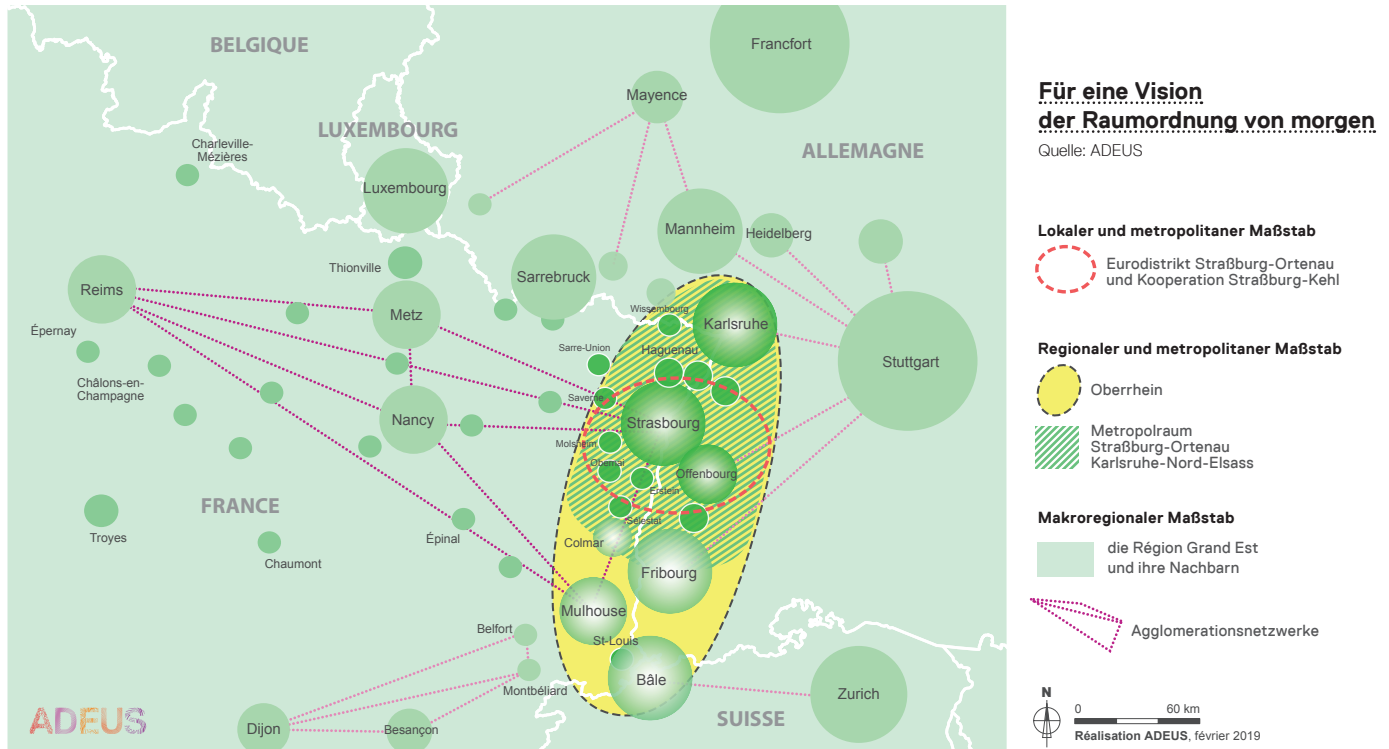 BELGIQUE
Francfort
Mayence
LUXEMBOURG
Charleville-
Mézières
ALLEMAGNE
Luxembourg
Mannheim
Heidelberg
Thionville
Sarrebruck
Reims
Metz
Wissembourg
Karlsruhe
Épernay
Sarre-Union
Haguenau
Stuttgart
Châlons-en-
Champagne
Saverne
Nancy
Strasbourg
Molsheim
Obernai
Offenbourg
Erstein
FRANCE
Sélestat
Troyes
Épinal
Colmar
Chaumont
Fribourg
Mulhouse
Belfort
St-Louis
Montbéliard
Bâle
Zurich
SUISSE
ADEUS
Dijon
Besançon
Für eine Vision
der Raumordnung von morgen
Quelle: ADEUS
Lokaler und metropolitaner Maßstab
Eurodistrikt Straßburg-Ortenau
und Kooperation Straßburg-Kehl
Regionaler und metropolitaner Maßstab
Oberrhein
Metropolraum
Straßburg-Ortenau
Karlsruhe-Nord-Elsass
Makroregionaler Maßstab
die Région Grand Est
und ihre Nachbarn
Agglomerationsnetzwerke
N
0 60 km
Réalisation ADEUS, février 2019